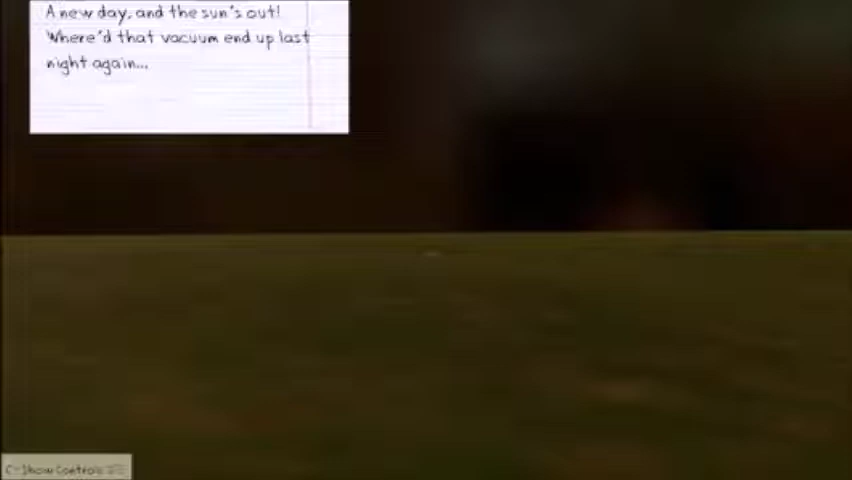 A new day, and the sun's out!
Where'd that vacuum end up last
night again...
C-Show Controls